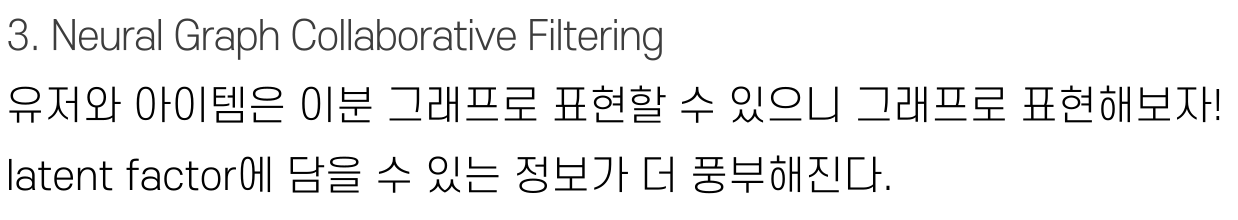 3. Neural Graph Collaborative Filtering
유저와 아이템은 이분 그래프로 표현할 수 있으니 그래프로 표현해보자!
latent factor에 담을 수 있는 정보가 더 풍부해진다.